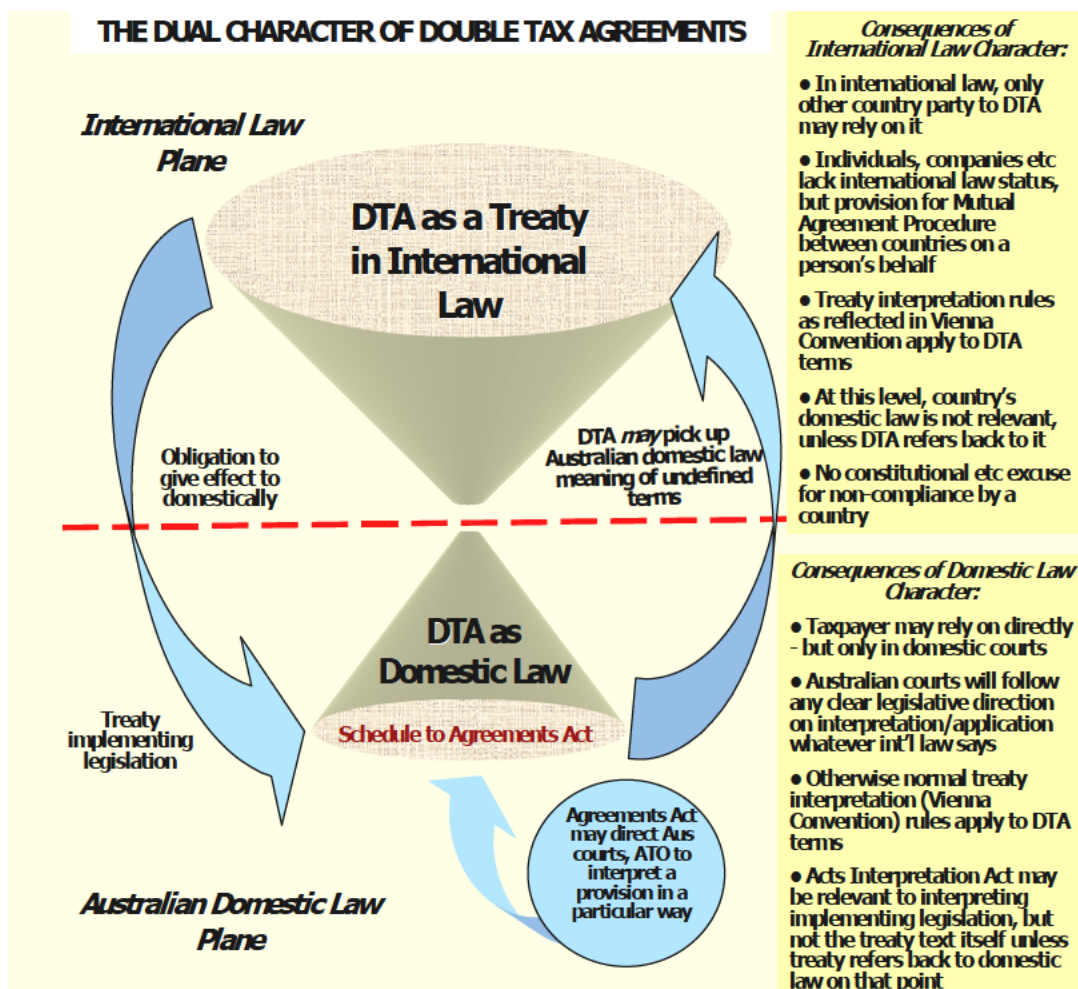 THE DUAL CHARACTER OF DOUBLE TAX AGREEMENTS
International Law
Plane
DTA as a Treaty
in International
Law
Obligation to
give effect to
domestically
DTA may pick up
Australian domestic law
meaning of undefined
terms
DTA as
Domestic Law
Schedule to Agreements Act
Treaty
implementing
legislation
Agreements Act
may direct Aus
courts, ATO to
interpret a
provision in a
particular way
Australian Domestic Law
Plane
Consequences of
International Law Character:
● In international law, only
other country party to DTA
may rely on it
● Individuals, companies etc
lack international law status,
but provision for Mutual
Agreement Procedure
between countries on a
person's behalf
● Treaty interpretation rules
as reflected in Vienna
Convention apply to DTA
terms
● At this level, country's
domestic law is not relevant,
unless DTA refers back to it
● No constitutional etc excuse
for non-compliance by a
country
Consequences of Domestic Law
Character:
● Taxpayer may rely on directly
- but only in domestic courts
● Australian courts will follow
any clear legislative direction
on interpretation/application
whatever int'l law says
● Otherwise normal treaty
interpretation (Vienna
Convention) rules apply to DTA
terms
● Acts Interpretation Act may
be relevant to interpreting
implementing legislation, but
not the treaty text itself unless
treaty refers back to domestic
law on that point